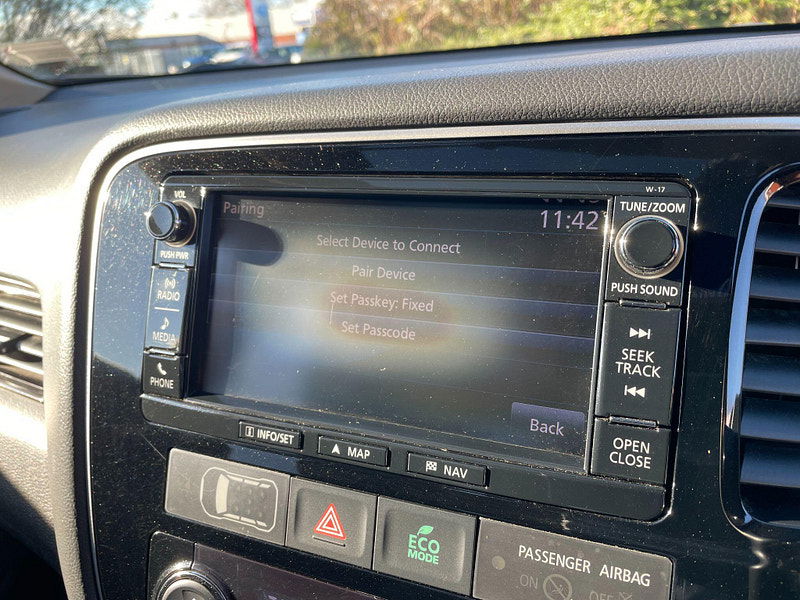 W-17
VOL
PUSH PWR
RADIO
MEDIA
PHONE
Pairing
11:42
Select Device to Connect
Pair Device
Set Passkey: Fixed
Set Passcode
Back
TUNE/ZOOM
PUSH SOUND
SEEK
TRACK
OPEN
CLOSE
INFO/SET
MAP
NAV
ECO
MODE
PASSENGER AIRBAG
ON
OFF